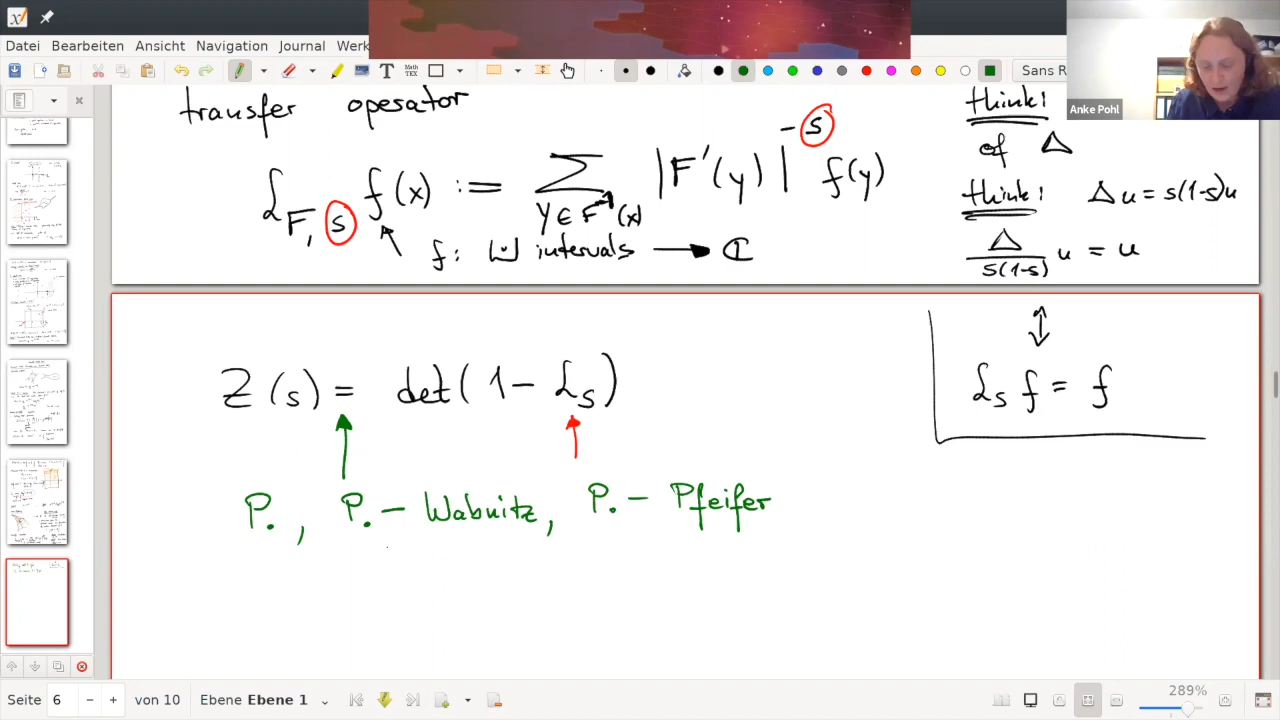 Datei Bearbeiten Ansicht Navigation Journal Werk
Sans R
Anke Pohl
transfer operator
think:
of Δ
ℒ_{F,s} f(x) := Σ_{y∈F⁻¹(x)} |F'(y)|^{-s} f(y)
think: Δu = s(1-s)u
f: ⊔ intervals → ℂ
Δ/s(1-s) u = u
↕
Z(s) = det(1 - ℒ_s)
ℒ_s f = f
P., P. - Wabnitz, P. - Pfeifer
Seite 6 von 10 Ebene Ebene 1
289%